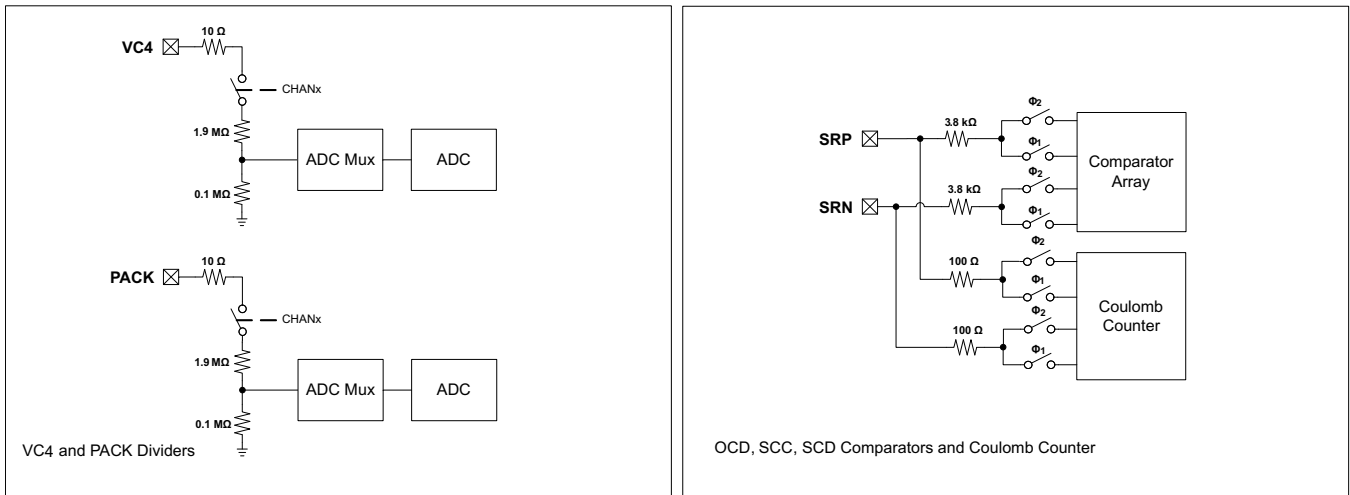 10 Ω
VC4
CHANx
1.9 MΩ
ADC Mux
ADC
0.1 MΩ
10 Ω
PACK
CHANx
1.9 MΩ
ADC Mux
ADC
0.1 MΩ
VC4 and PACK Dividers
Φ2
3.8 kΩ
SRP
Φ1
Comparator
Array
3.8 kΩ
Φ2
SRN
Φ1
Φ2
100 Ω
Φ1
Coulomb
Counter
Φ2
100 Ω
Φ1
OCD, SCC, SCD Comparators and Coulomb Counter